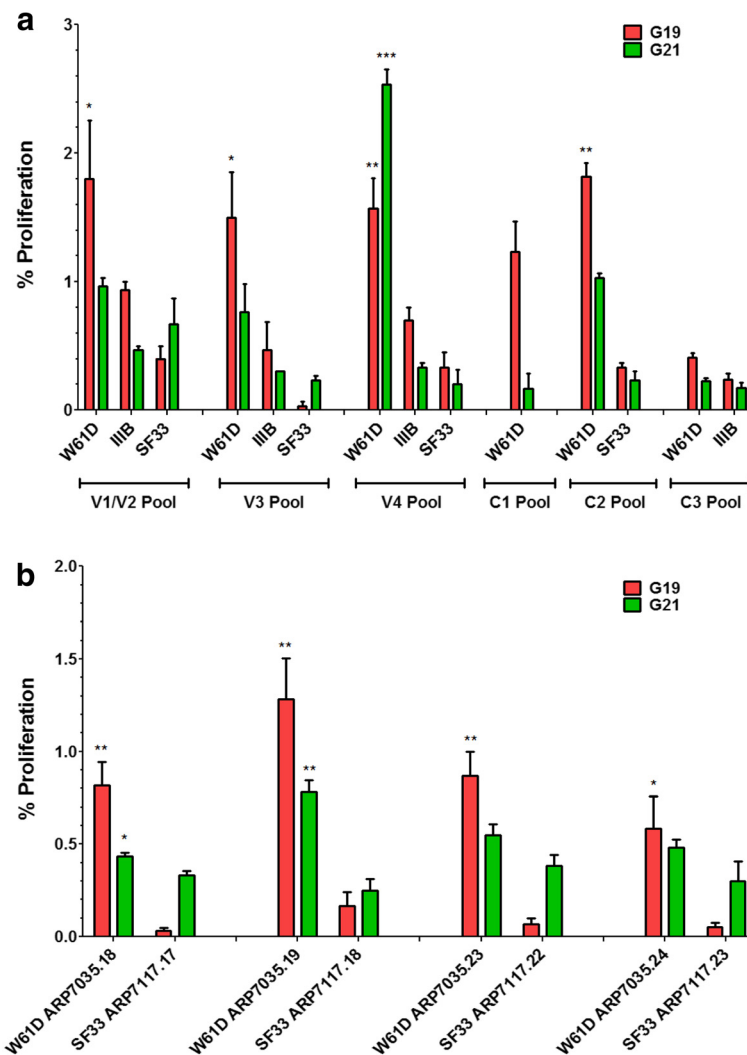 a
3
2
1
0
% Proliferation
G19
G21
*
*
**
***
**
W61D
IIIB
SF33
W61D
IIIB
SF33
W61D
IIIB
SF33
W61D
W61D
SF33
W61D
IIIB
V1/V2 Pool
V3 Pool
V4 Pool
C1 Pool
C2 Pool
C3 Pool
b
2.0
1.5
1.0
0.5
0.0
% Proliferation
G19
G21
**
*
**
**
**
*
W61D ARP7035.18
SF33 ARP7117.17
W61D ARP7035.19
SF33 ARP7117.18
W61D ARP7035.23
SF33 ARP7117.22
W61D ARP7035.24
SF33 ARP7117.23